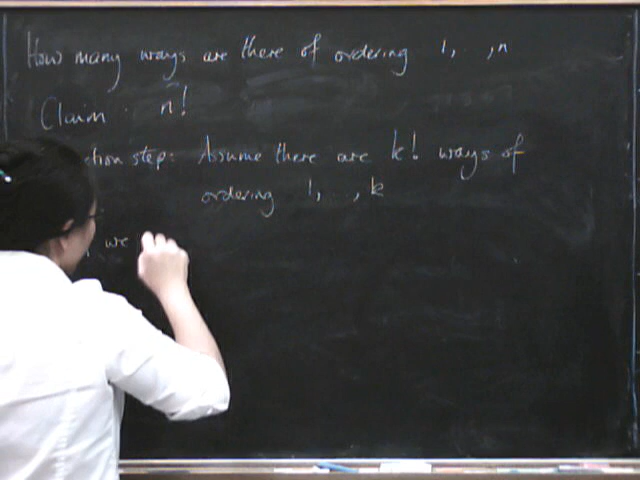 How many ways are there of ordering 1, . . , n
Claim . n!
ction step: Assume there are k! ways of
ordering 1, . . , k
, we